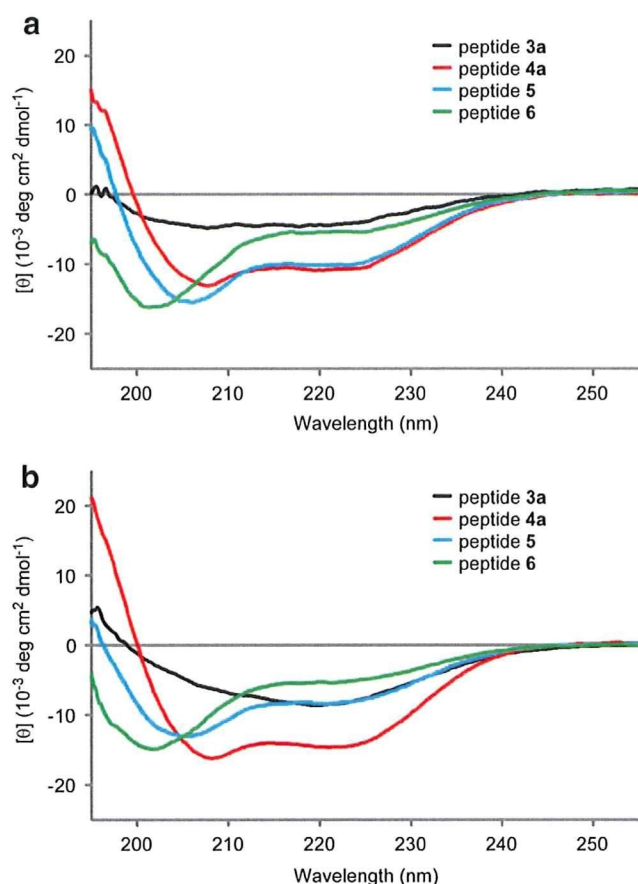 a
peptide 3a
peptide 4a
peptide 5
peptide 6
20
10
0
-10
-20
[θ] (10⁻³ deg cm² dmol⁻¹)
200 210 220 230 240 250
Wavelength (nm)
b
peptide 3a
peptide 4a
peptide 5
peptide 6
20
10
0
-10
-20
[θ] (10⁻³ deg cm² dmol⁻¹)
200 210 220 230 240 250
Wavelength (nm)